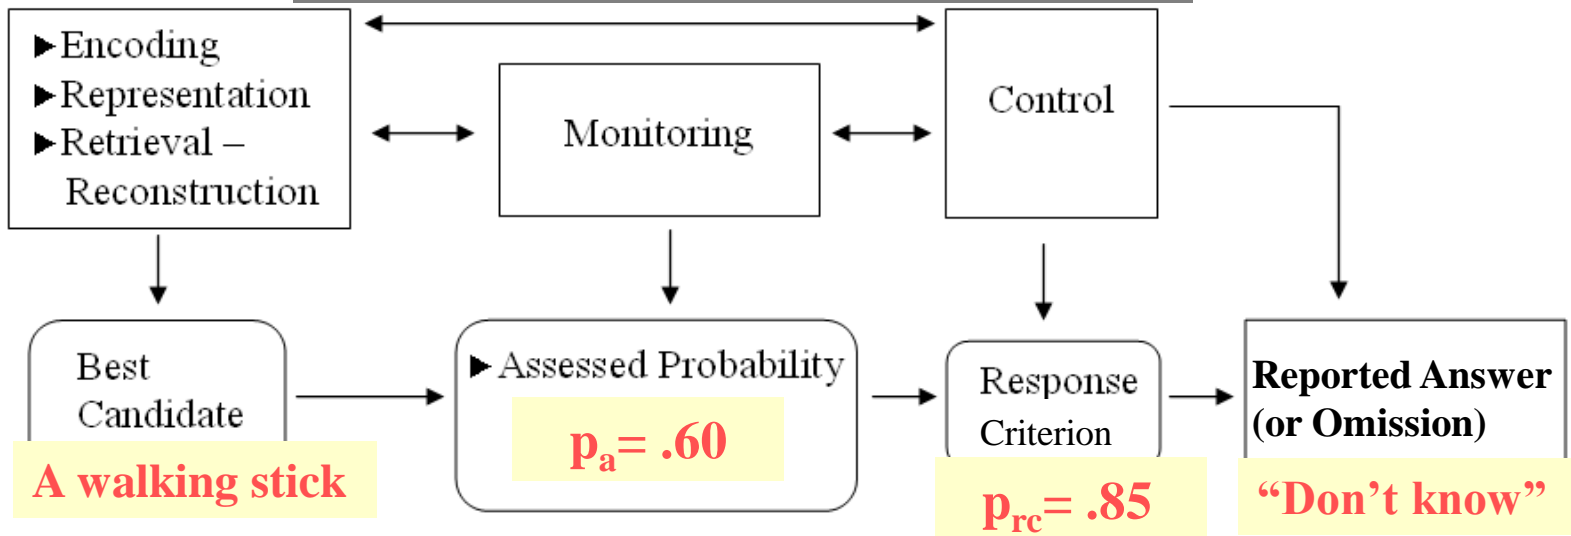 ►Encoding
►Representation
►Retrieval –
Reconstruction
Monitoring
Control
Best
Candidate
A walking stick
► Assessed Probability
pa= .60
Response
Criterion
prc= .85
Reported Answer
(or Omission)
“Don’t know”